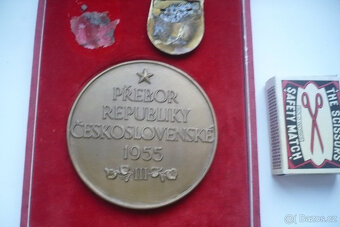 PŘEBOR
REPUBLIKY
ČESKOSLOVENSKÉ
1955
III
THE SCISSORS
SAFETY MATCH
bazos.cz